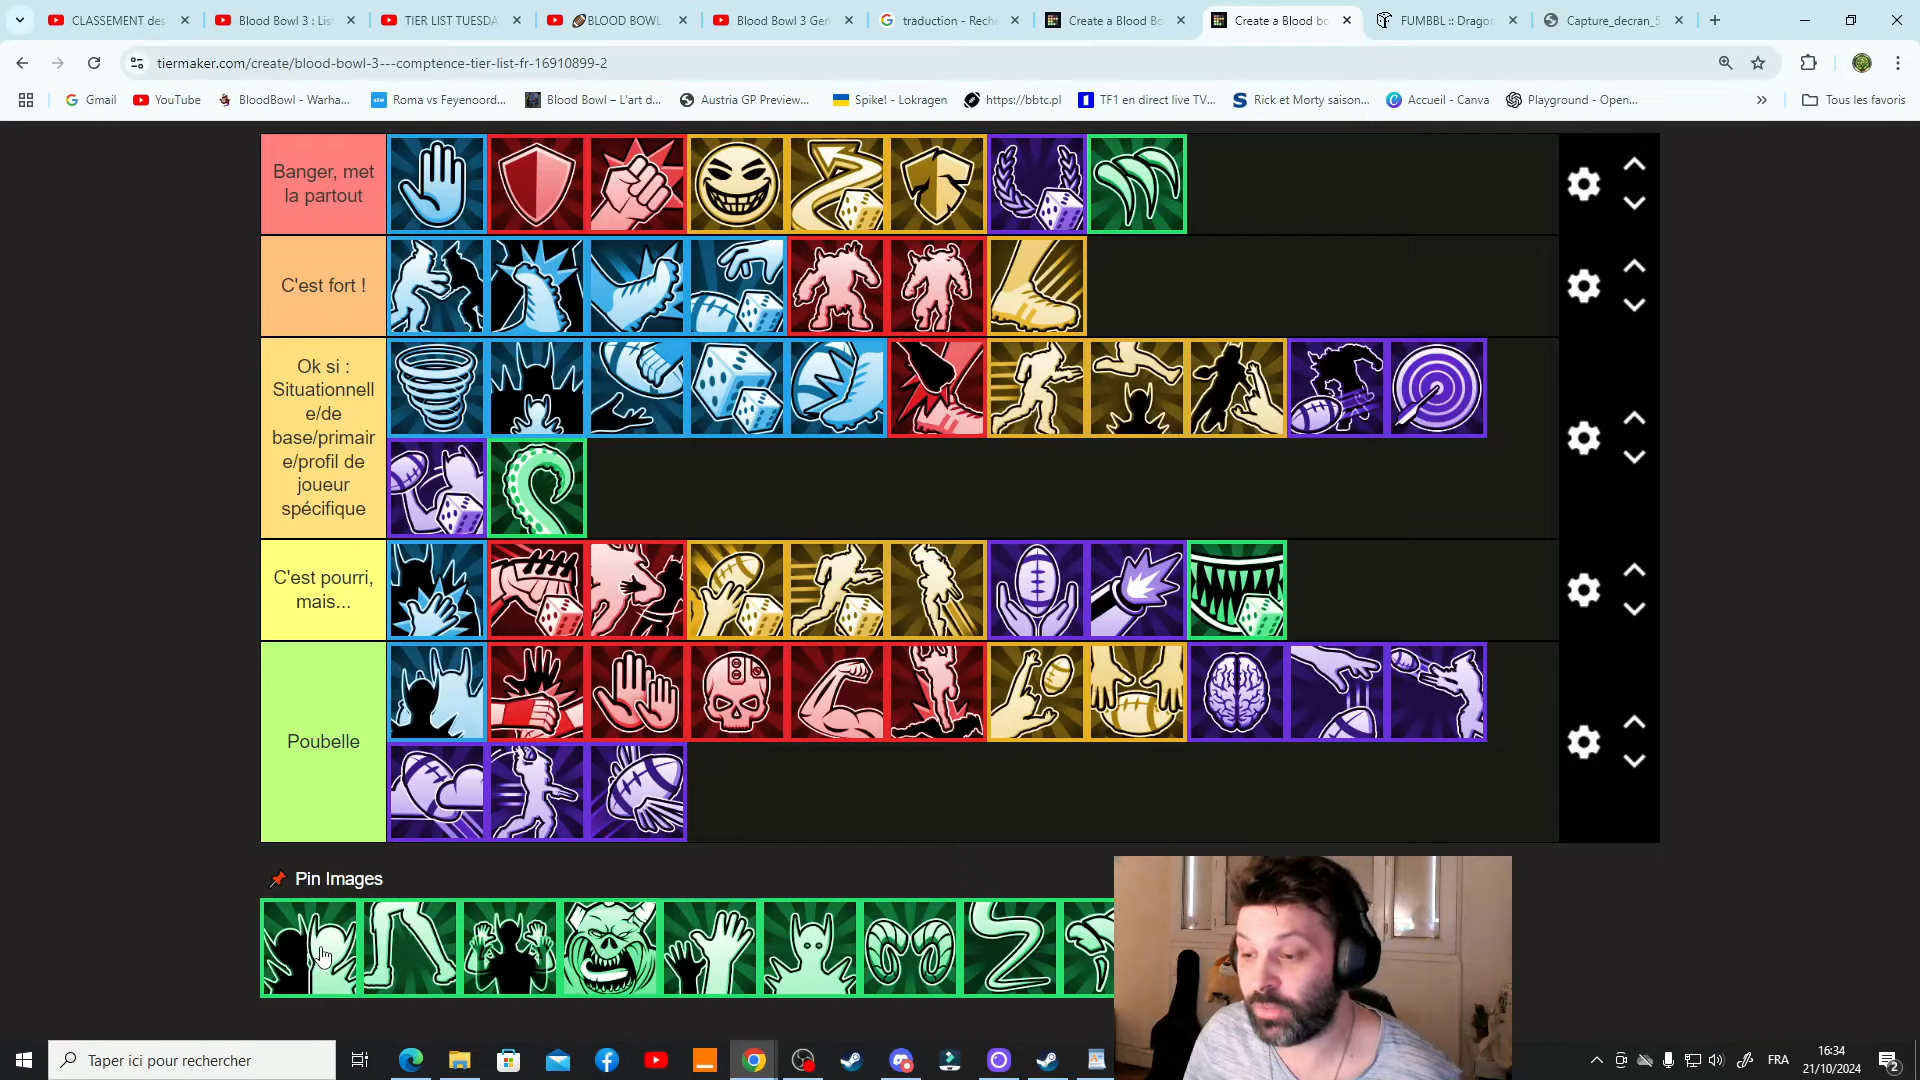 CLASSEMENT des
Blood Bowl 3 : Lis
TIER LIST TUESDA
BLOOD BOWL
Blood Bowl 3 Gen
traduction - Rech
Create a Blood Bo
Create a Blood bo
FUMBBL :: Drago
Capture_decran_5
tiermaker.com/create/blood-bowl-3---comptence-tier-list-fr-16910899-2
Gmail
YouTube
BloodBowl - Warha...
Roma vs Feyenoord...
Blood Bowl – L'art d...
Austria GP Preview...
Spike! - Lokragen
https://bbtc.pl
TF1 en direct live TV...
Rick et Morty saison...
Accueil - Canva
Playground - Open...
Tous les favoris
Banger, met
la partout
C'est fort !
Ok si :
Situationnell
e/de
base/primair
e/profil de
joueur
spécifique
C'est pourri,
mais...
Poubelle
Pin Images
Taper ici pour rechercher
FRA
16:34
21/10/2024
2